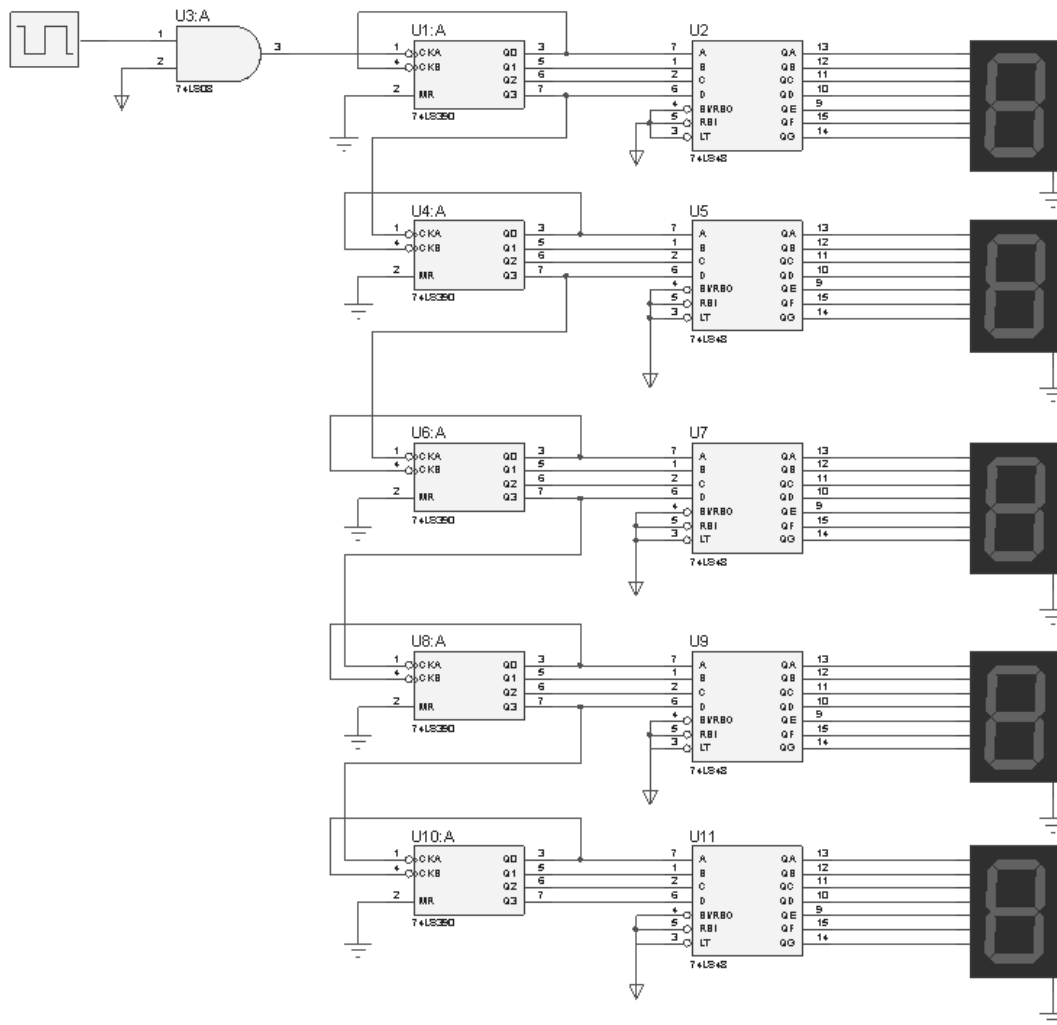 U3:A
1
2
3
74LS08
U1:A
1 CKA Q0 3
4 CKB Q1 5
Q2 6
2 MR Q3 7
74LS390
U2
7 A QA 13
1 B QB 12
2 C QC 11
6 D QD 10
4 BI/RBO QE 9
5 RBI QF 15
3 LT QG 14
74LS48
U4:A
1 CKA Q0 3
4 CKB Q1 5
Q2 6
2 MR Q3 7
74LS390
U5
7 A QA 13
1 B QB 12
2 C QC 11
6 D QD 10
4 BI/RBO QE 9
5 RBI QF 15
3 LT QG 14
74LS48
U6:A
1 CKA Q0 3
4 CKB Q1 5
Q2 6
2 MR Q3 7
74LS390
U7
7 A QA 13
1 B QB 12
2 C QC 11
6 D QD 10
4 BI/RBO QE 9
5 RBI QF 15
3 LT QG 14
74LS48
U8:A
1 CKA Q0 3
4 CKB Q1 5
Q2 6
2 MR Q3 7
74LS390
U9
7 A QA 13
1 B QB 12
2 C QC 11
6 D QD 10
4 BI/RBO QE 9
5 RBI QF 15
3 LT QG 14
74LS48
U10:A
1 CKA Q0 3
4 CKB Q1 5
Q2 6
2 MR Q3 7
74LS390
U11
7 A QA 13
1 B QB 12
2 C QC 11
6 D QD 10
4 BI/RBO QE 9
5 RBI QF 15
3 LT QG 14
74LS48